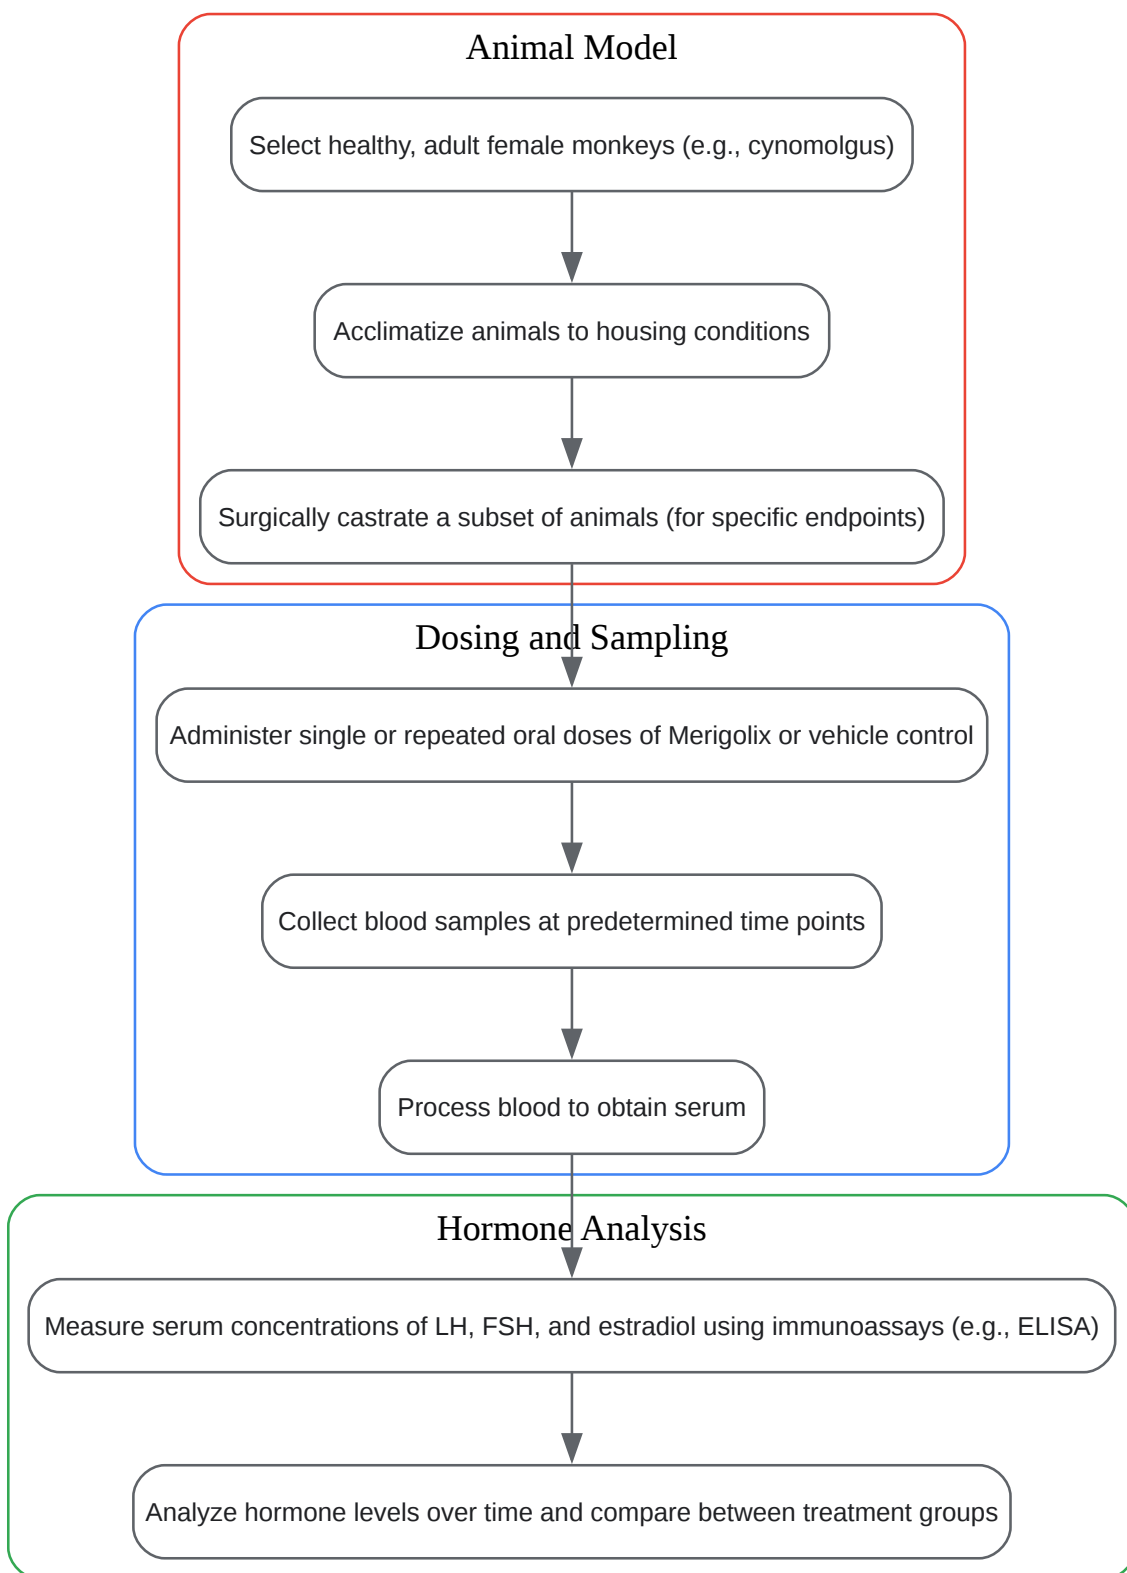 Animal Model
Select healthy, adult female monkeys (e.g., cynomolgus)
Acclimatize animals to housing conditions
Surgically castrate a subset of animals (for specific endpoints)
Dosing and Sampling
Administer single or repeated oral doses of Merigolix or vehicle control
Collect blood samples at predetermined time points
Process blood to obtain serum
Hormone Analysis
Measure serum concentrations of LH, FSH, and estradiol using immunoassays (e.g., ELISA)
Analyze hormone levels over time and compare between treatment groups